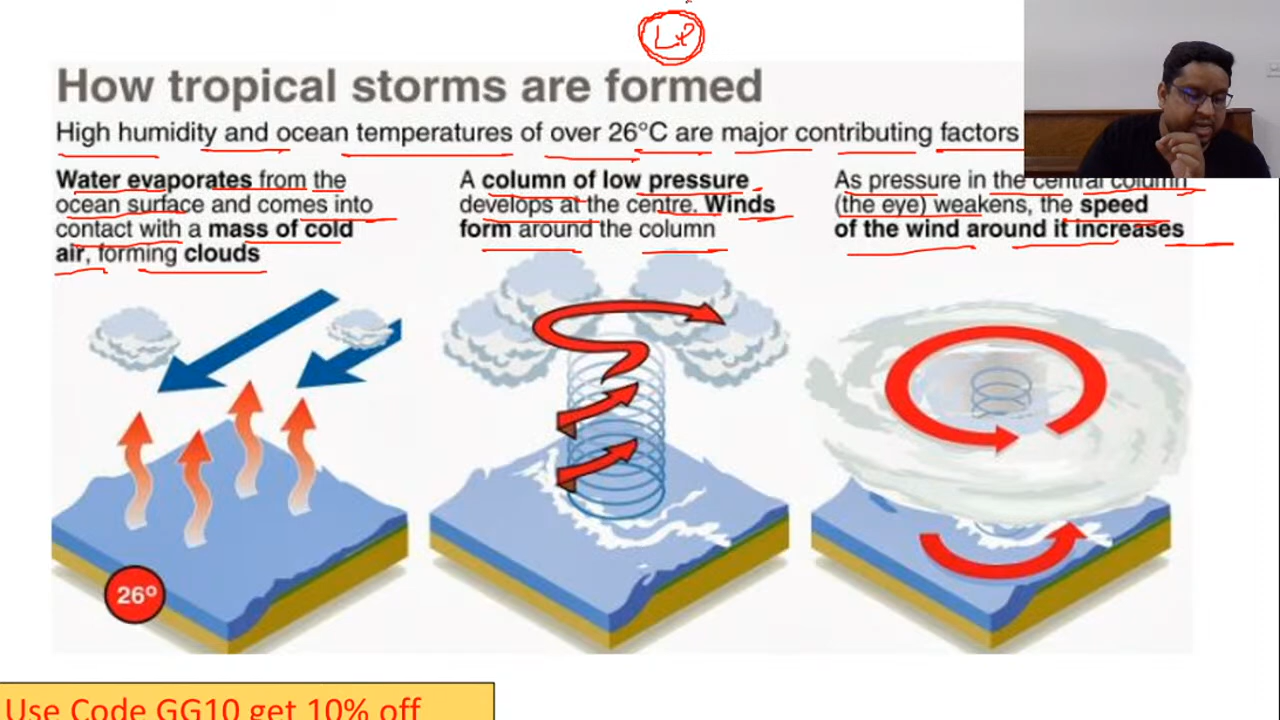 L.P
How tropical storms are formed
High humidity and ocean temperatures of over 26°C are major contributing factors
Water evaporates from the
ocean surface and comes into
contact with a mass of cold
air, forming clouds
A column of low pressure
develops at the centre. Winds
form around the column
As pressure in the central column
(the eye) weakens, the speed
of the wind around it increases
26°
Use Code GG10 get 10% off